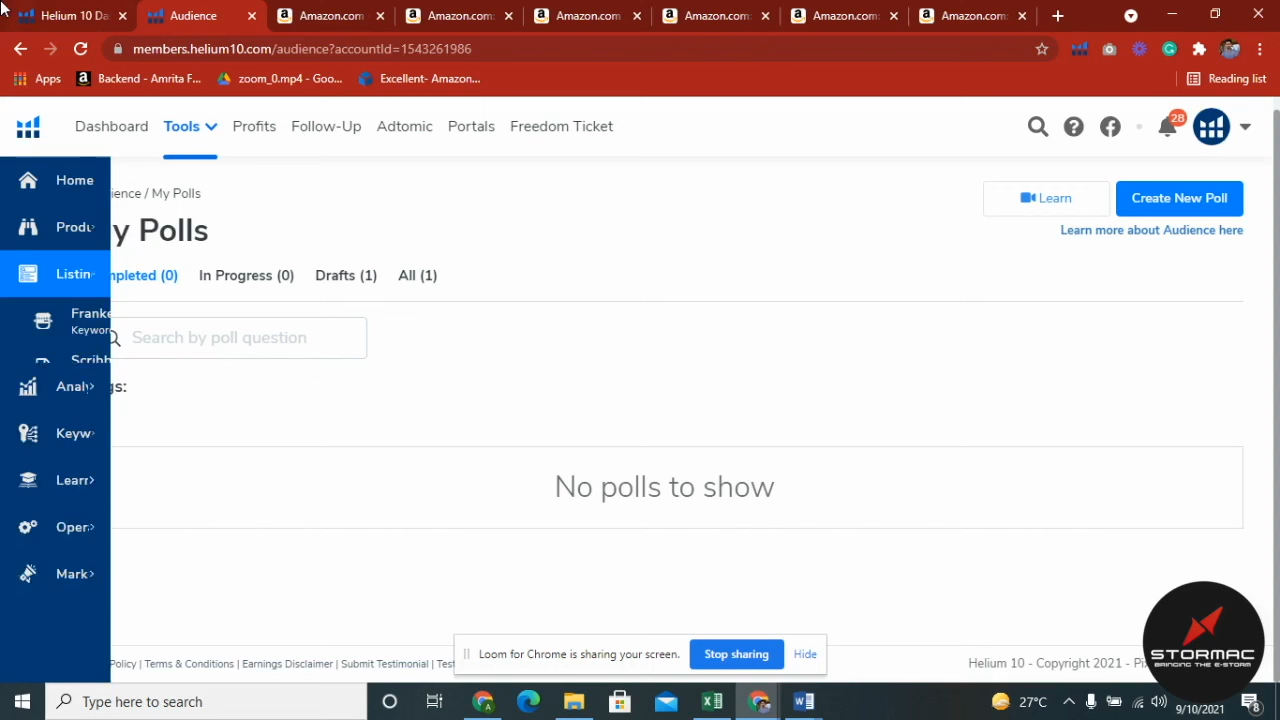 Helium 10 Da
Audience
Amazon.com
Amazon.com
Amazon.com
Amazon.com
Amazon.com
Amazon.com
members.helium10.com/audience?accountId=1543261986
Apps
Backend - Amrita F...
zoom_0.mp4 - Goo...
Excellent- Amazon...
Reading list
Dashboard
Tools
Profits
Follow-Up
Adtomic
Portals
Freedom Ticket
28
Home
ience / My Polls
Learn
Create New Poll
Produ
y Polls
Learn more about Audience here
Listin
mpleted (0)
In Progress (0)
Drafts (1)
All (1)
Franke
Keywor
Search by poll question
Scribb
Analy
gs:
Keyw
No polls to show
Learn
Oper
Mark
STORMAC
BRINGING THE E-STORM
Loom for Chrome is sharing your screen.
Stop sharing
Hide
Policy | Terms & Conditions | Earnings Disclaimer | Submit Testimonial | Test
Helium 10 - Copyright 2021 - Pi
Type here to search
27°C
9/10/2021
8